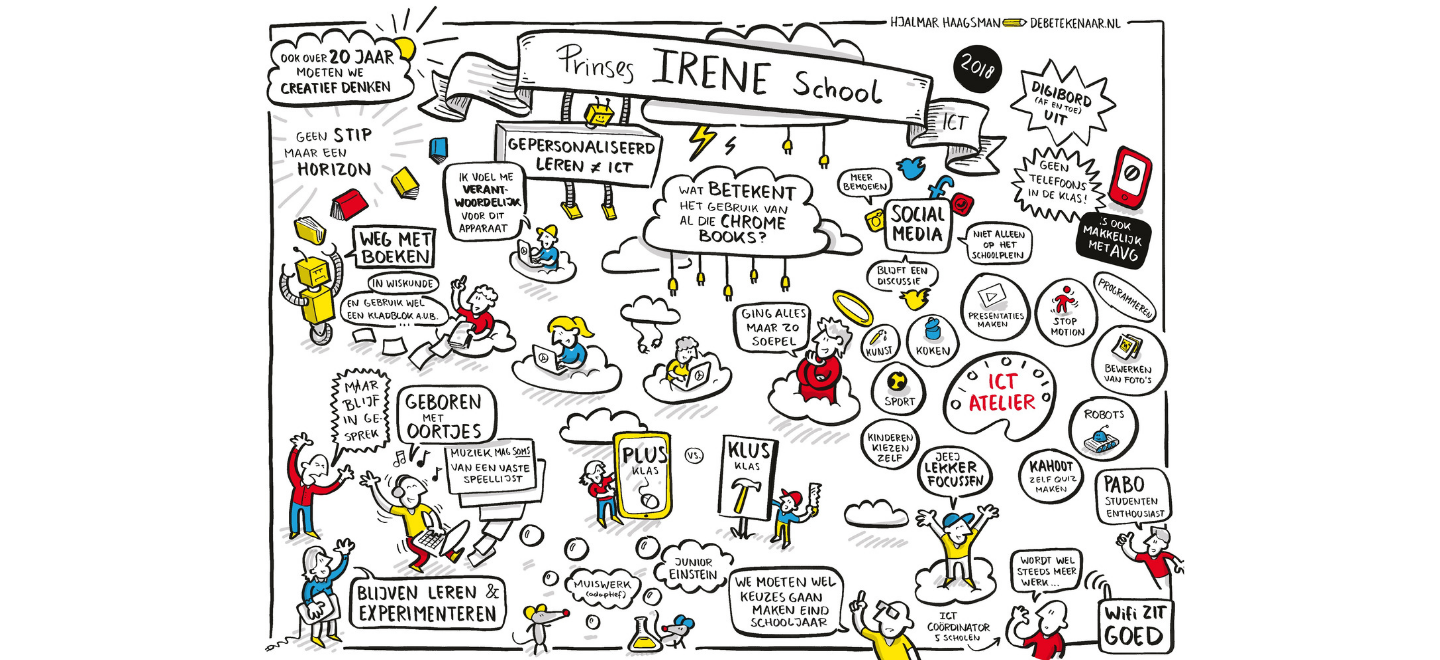 HJALMAR HAAGSMAN DEBETEKENAAR.NL
OOK OVER 20 JAAR
MOETEN WE
CREATIEF DENKEN
Prinses IRENE School
2018
ICT
DIGIBORD
(AF EN TOE)
UIT
GEEN STIP
MAAR EEN
HORIZON
GEPERSONALISEERD
LEREN ≠ ICT
IK VOEL ME
VERANT-
WOORDELIJK
VOOR DIT
APPARAAT
WAT BETEKENT
HET GEBRUIK VAN
AL DIE CHROME
BOOKS?
MEER
BEMOEIEN
SOCIAL
MEDIA
NIET ALLEEN
OP HET
SCHOOLPLEIN
BLIJFT EEN
DISCUSSIE
GEEN
TELEFOONS
IN DE KLAS!
IS OOK
MAKKELIJK
MET AVG
WEG MET
BOEKEN
IN WISKUNDE
EN GEBRUIK WEL
EEN KLADBLOK A.U.B.
...
GING ALLES
MAAR ZO
SOEPEL
KUNST
KOKEN
PRESENTATIES
MAKEN
STOP
MOTION
PROGRAMMEREN
BEWERKEN
VAN FOTO'S
SPORT
ICT
ATELIER
ROBOTS
KINDEREN
KIEZEN
ZELF
KAHOOT
ZELF QUIZ
MAKEN
MAAR
BLIJF
IN GE-
SPREK
GEBOREN
MET
OORTJES
MUZIEK MAG SOMS
VAN EEN VASTE
SPEELLIJST
PLUS
KLAS
VS.
KLUS
KLAS
JEEJ
LEKKER
FOCUSSEN
PABO
STUDENTEN
ENTHOUSIAST
BLIJVEN LEREN &
EXPERIMENTEREN
MUISWERK
(adaptief)
JUNIOR
EINSTEIN
WE MOETEN WEL
KEUZES GAAN
MAKEN EIND
SCHOOLJAAR
ICT
COÖRDINATOR
5 SCHOLEN
WORDT WEL
STEEDS MEER
WERK...
Wifi ZIT
GOED